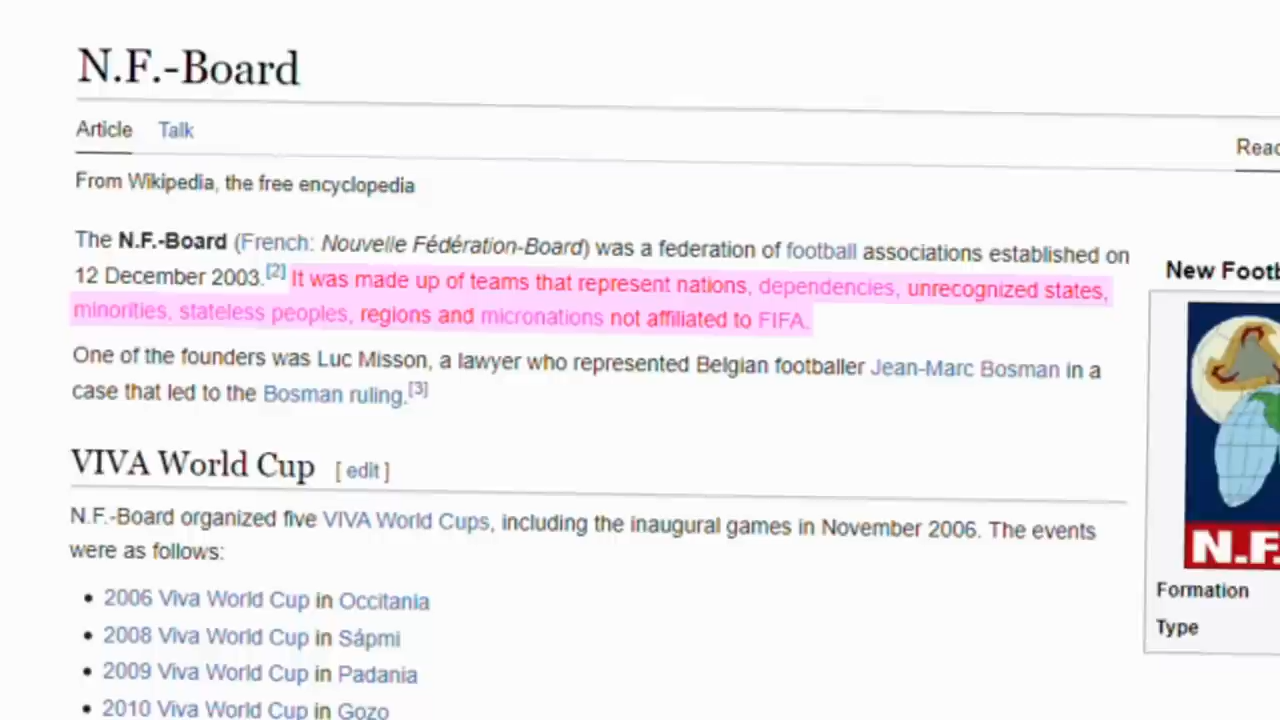 N.F.-Board
Article Talk
From Wikipedia, the free encyclopedia
The N.F.-Board (French: Nouvelle Fédération-Board) was a federation of football associations established on
12 December 2003.[2] It was made up of teams that represent nations, dependencies, unrecognized states,
minorities, stateless peoples, regions and micronations not affiliated to FIFA.
One of the founders was Luc Misson, a lawyer who represented Belgian footballer Jean-Marc Bosman in a
case that led to the Bosman ruling.[3]
VIVA World Cup [ edit ]
N.F.-Board organized five VIVA World Cups, including the inaugural games in November 2006. The events
were as follows:
• 2006 Viva World Cup in Occitania
• 2008 Viva World Cup in Sápmi
• 2009 Viva World Cup in Padania
• 2010 Viva World Cup in Gozo
New
N.F.
Formation
Type